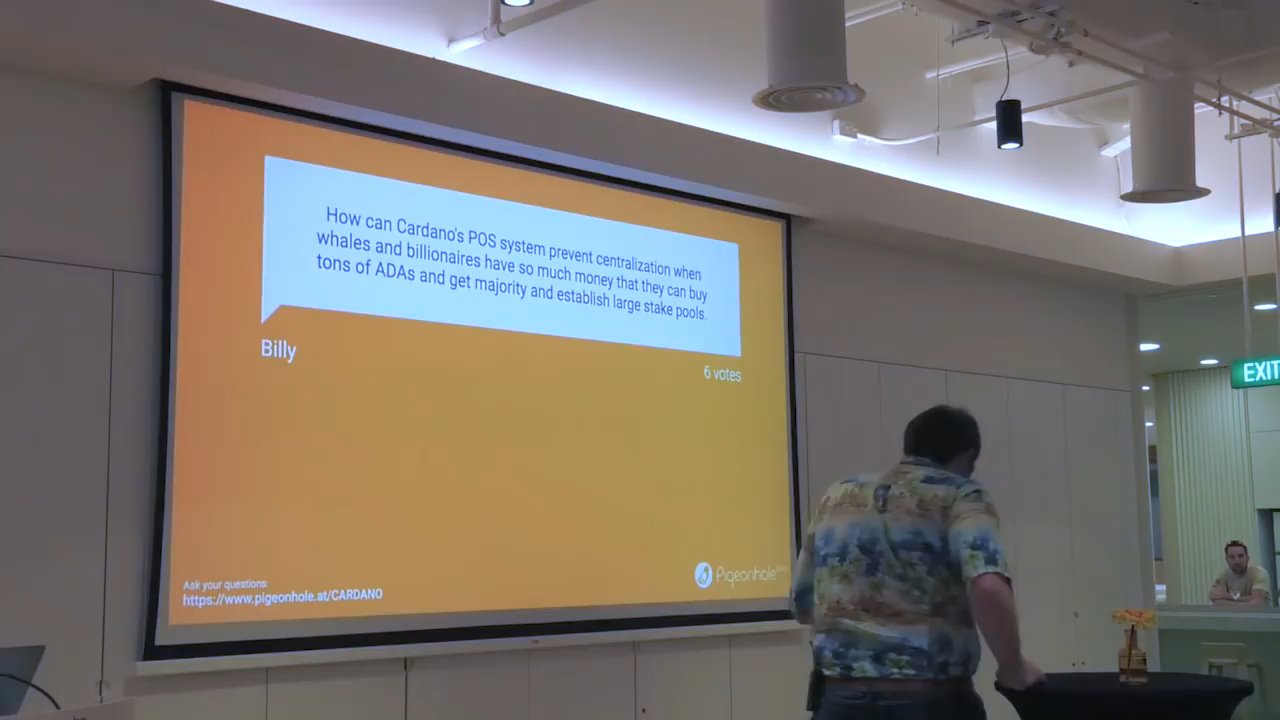 How can Cardano's POS system prevent centralization when
whales and billionaires have so much money that they can buy
tons of ADAs and get majority and establish large stake pools.
Billy
6 votes
Ask your questions:
https://www.pigeonhole.at/CARDANO
Pigeonhole
EXIT